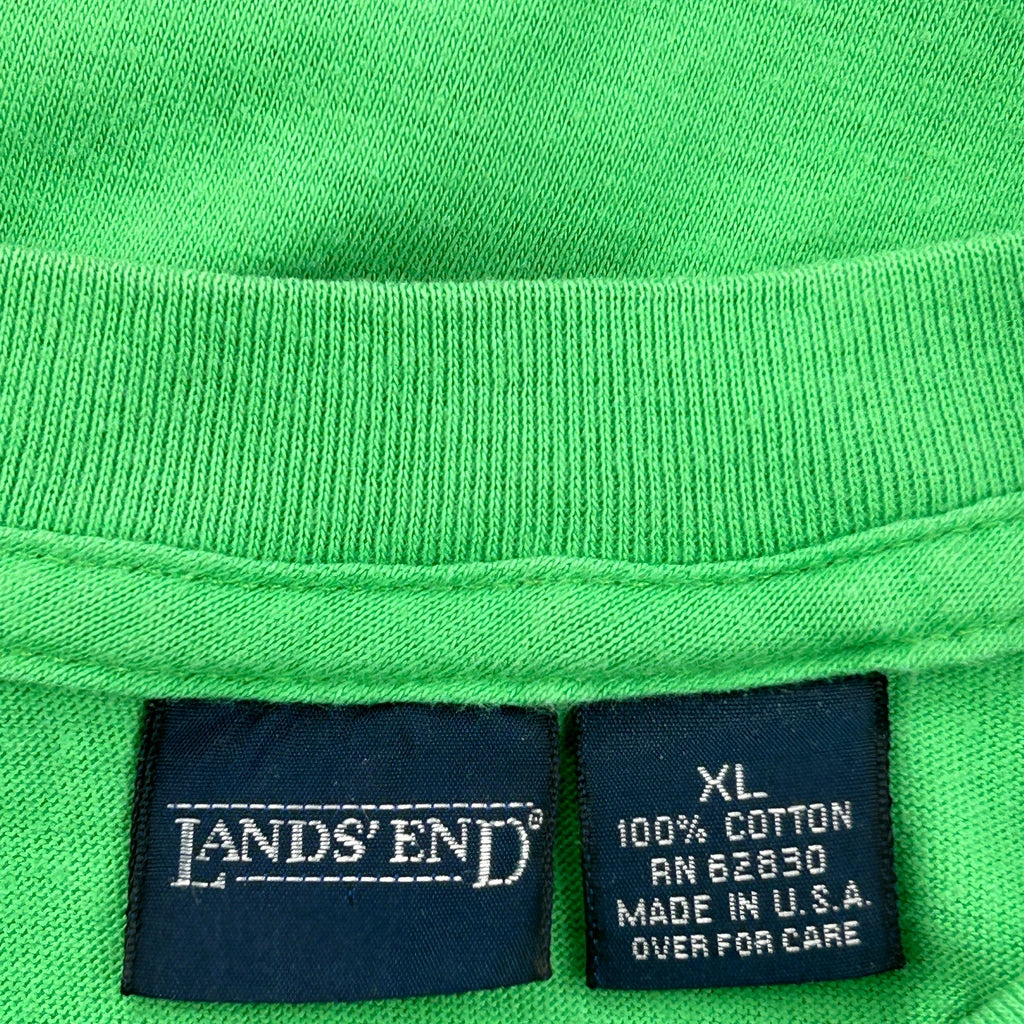 LANDS' END®
XL
100% COTTON
RN 62830
MADE IN U.S.A.
OVER FOR CARE